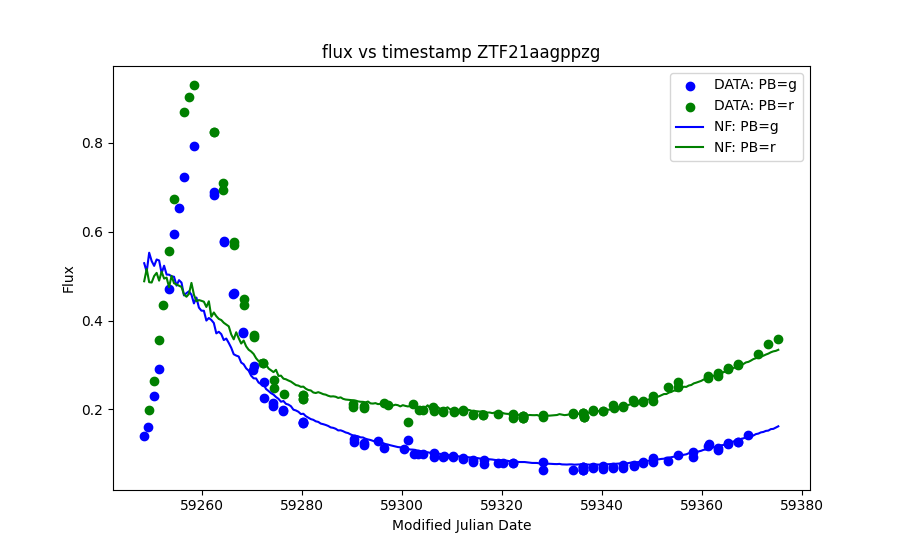 flux vs timestamp ZTF21aagppzg
DATA: PB=g
DATA: PB=r
NF: PB=g
NF: PB=r
0.8
0.6
0.4
0.2
Flux
59260
59280
59300
59320
59340
59360
59380
Modified Julian Date